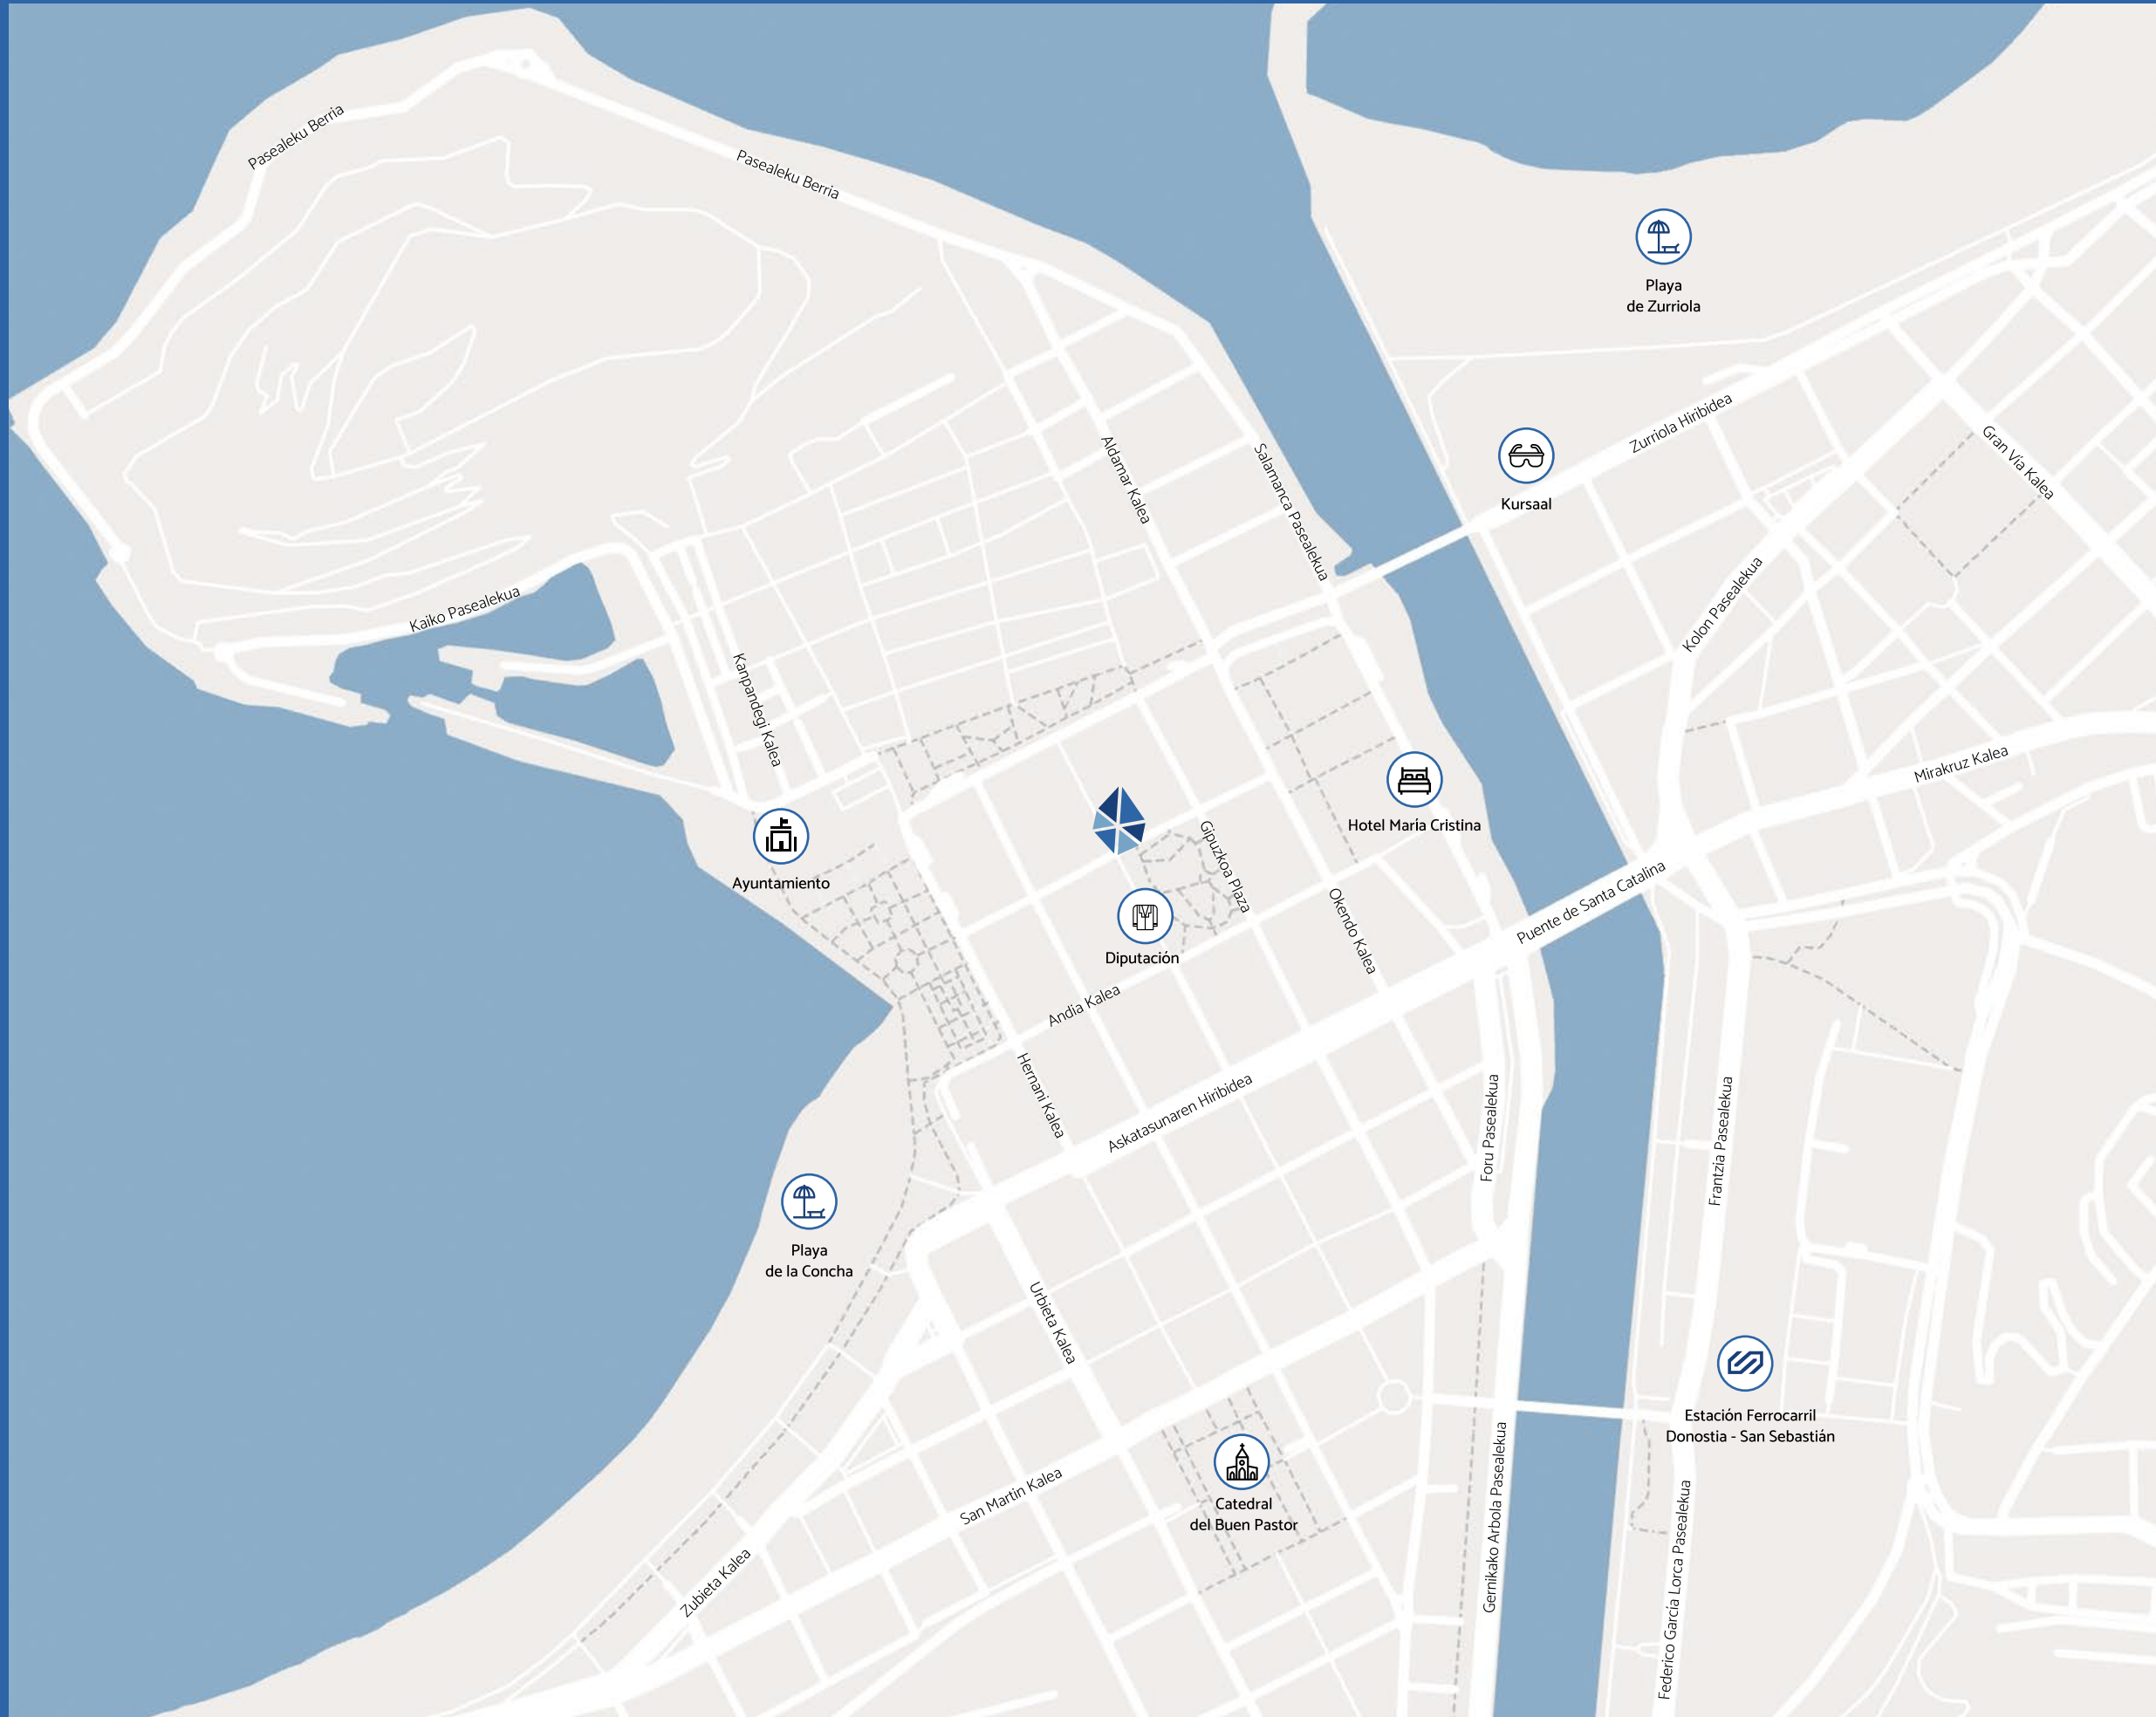 Pasealeku Berria
Pasealeku Berria
Playa
de Zurriola
Zurriola Hiribidea
Gran Via Kalea
Aldamar Kalea
Salamanca Pasealekua
Kursaal
Kolon Pasealekua
Kaiko Pasealekua
Kanpandegi Kalea
Mirakruz Kalea
Hotel María Cristina
Gipuzkoa Plaza
Ayuntamiento
Okendo Kalea
Puente de Santa Catalina
Diputación
Andia Kalea
Hernani Kalea
Askatasunaren Hiribidea
Foru Pasealekua
Frantzia Pasealekua
Playa
de la Concha
Urbieta Kalea
Estación Ferrocarril
Donostia - San Sebastián
San Martin Kalea
Catedral
del Buen Pastor
Gernikako Arbola Pasealekua
Zubieta Kalea
Federico García Lorca Pasealekua